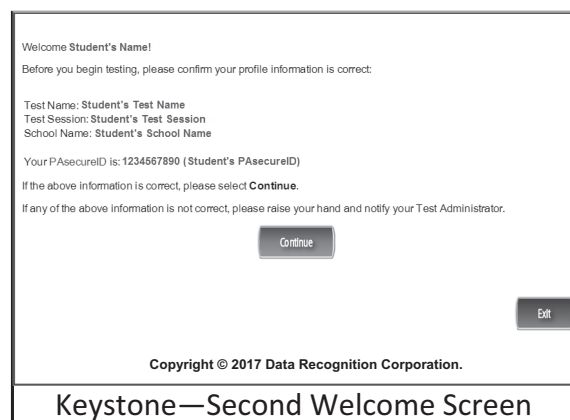 Welcome Student's Name!
Before you begin testing, please confirm your profile information is correct:
Test Name: Student's Test Name
Test Session: Student's Test Session
School Name: Student's School Name
Your PAsecureID is: 1234567890 (Student's PAsecureID)
If the above information is correct, please select Continue.
If any of the above information is not correct, please raise your hand and notify your Test Administrator.
Continue
Exit
Copyright © 2017 Data Recognition Corporation.
Keystone—Second Welcome Screen